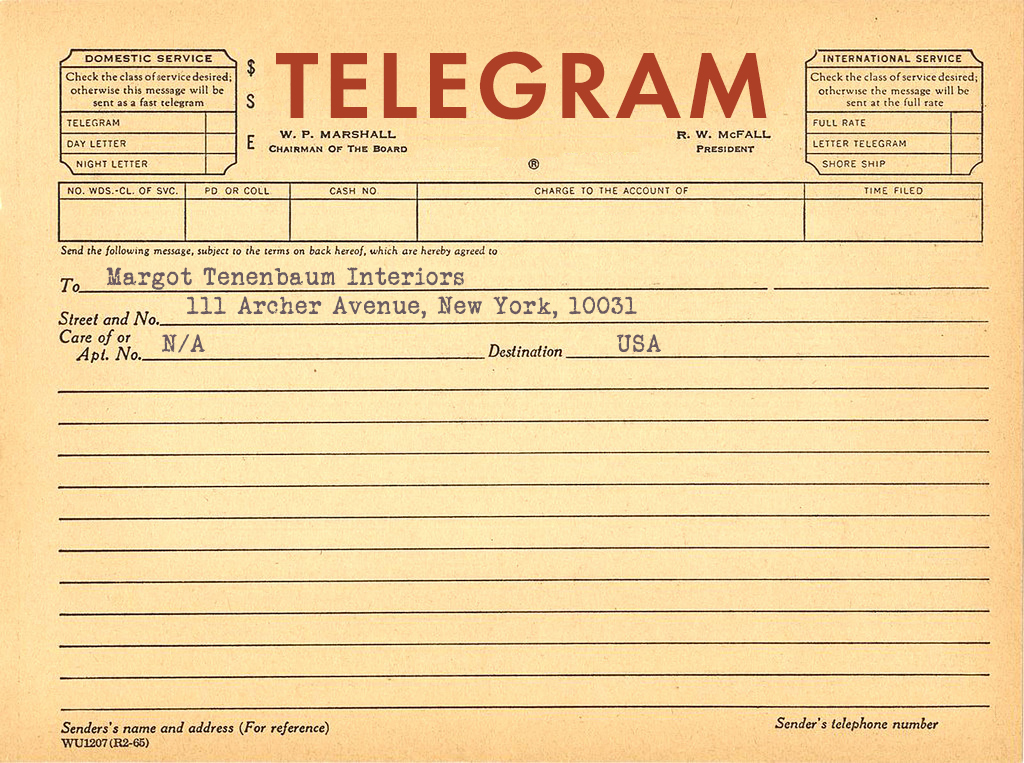 DOMESTIC SERVICE
Check the class of service desired;
otherwise this message will be
sent as a fast telegram
TELEGRAM
DAY LETTER
NIGHT LETTER
$
S
E
TELEGRAM
W. P. MARSHALL
CHAIRMAN OF THE BOARD
®
R. W. McFALL
PRESIDENT
INTERNATIONAL SERVICE
Check the class of service desired;
otherwise the message will be
sent at the full rate
FULL RATE
LETTER TELEGRAM
SHORE SHIP
NO. WDS.-CL. OF SVC. PD OR COLL CASH NO CHARGE TO THE ACCOUNT OF TIME FILED
Send the following message, subject to the terms on back hereof, which are hereby agreed to
To Margot Tenenbaum Interiors
Street and No. 111 Archer Avenue, New York, 10031
Care of or
Apt. No. N/A Destination USA
Senders's name and address (For reference) Sender's telephone number
WU1207 (R2-65)